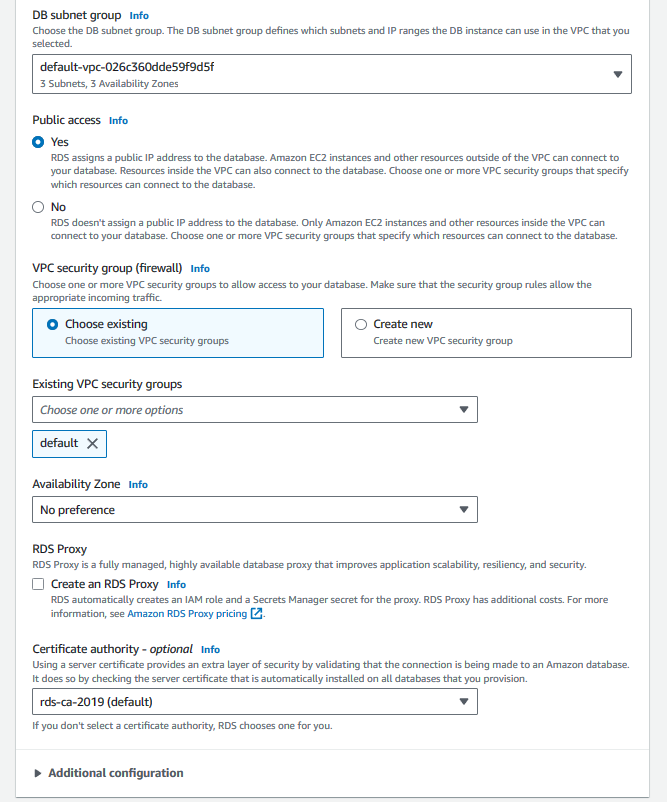 DB subnet group Info
Choose the DB subnet group. The DB subnet group defines which subnets and IP ranges the DB instance can use in the VPC that you
selected.
default-vpc-026c360dde59f9d5f
3 Subnets, 3 Availability Zones
Public access Info
Yes
RDS assigns a public IP address to the database. Amazon EC2 instances and other resources outside of the VPC can connect to
your database. Resources inside the VPC can also connect to the database. Choose one or more VPC security groups that specify
which resources can connect to the database.
No
RDS doesn't assign a public IP address to the database. Only Amazon EC2 instances and other resources inside the VPC can
connect to your database. Choose one or more VPC security groups that specify which resources can connect to the database.
VPC security group (firewall) Info
Choose one or more VPC security groups to allow access to your database. Make sure that the security group rules allow the
appropriate incoming traffic.
Choose existing
Choose existing VPC security groups
Create new
Create new VPC security group
Existing VPC security groups
Choose one or more options
default
Availability Zone Info
No preference
RDS Proxy
RDS Proxy is a fully managed, highly available database proxy that improves application scalability, resiliency, and security.
Create an RDS Proxy Info
RDS automatically creates an IAM role and a Secrets Manager secret for the proxy. RDS Proxy has additional costs. For more
information, see Amazon RDS Proxy pricing.
Certificate authority - optional Info
Using a server certificate provides an extra layer of security by validating that the connection is being made to an Amazon database.
It does so by checking the server certificate that is automatically installed on all databases that you provision.
rds-ca-2019 (default)
If you don't select a certificate authority, RDS chooses one for you.
Additional configuration